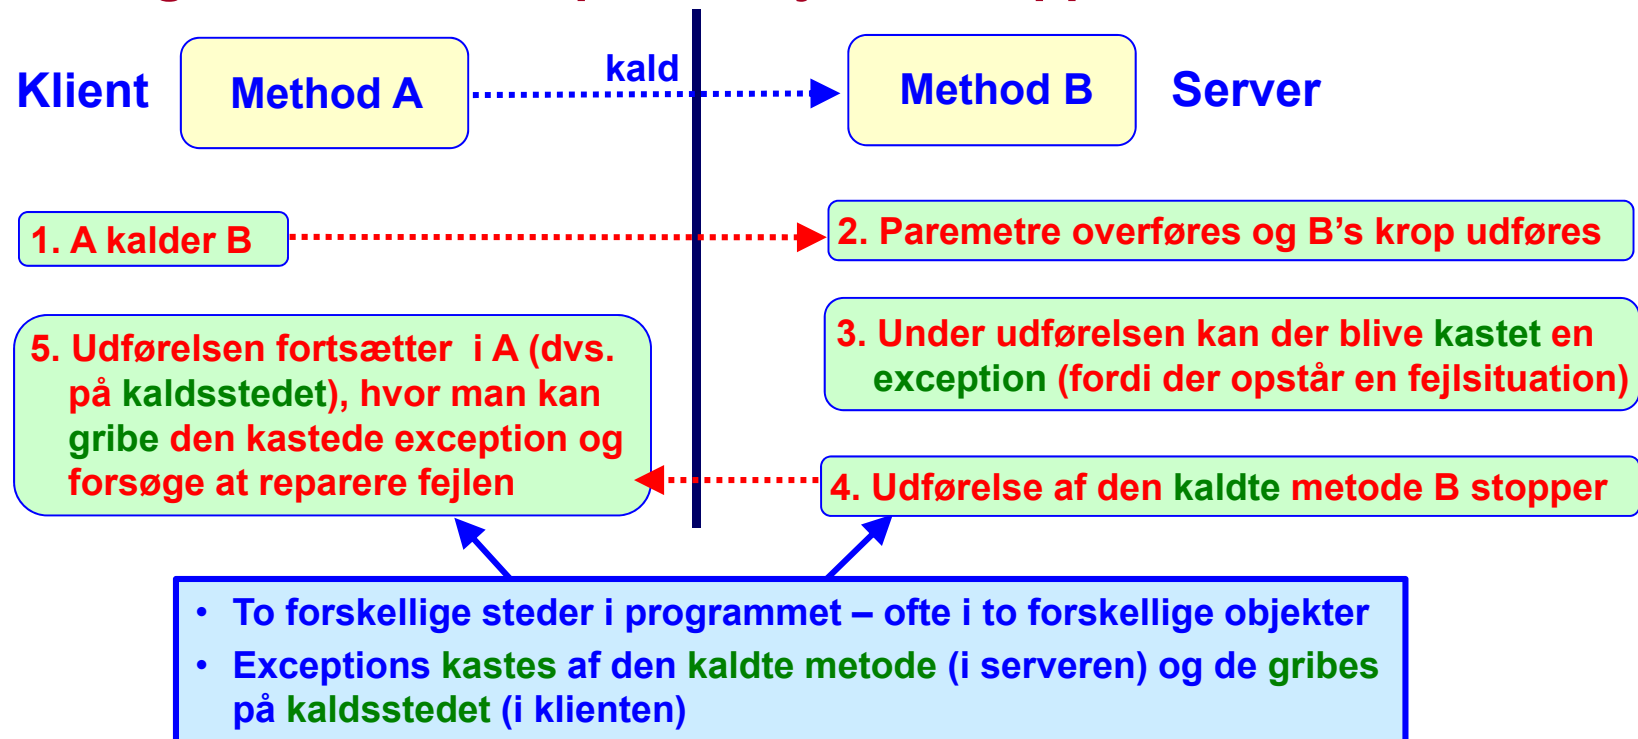 Klient
Method A
kald
Method B
Server
1. A kalder B
2. Paremetre overføres og B’s krop udføres
3. Under udførelsen kan der blive kastet en
exception (fordi der opstår en fejlsituation)
4. Udførelse af den kaldte metode B stopper
5. Udførelsen fortsætter i A (dvs.
på kaldsstedet), hvor man kan
gribe den kastede exception og
forsøge at reparere fejlen
• To forskellige steder i programmet – ofte i to forskellige objekter
• Exceptions kastes af den kaldte metode (i serveren) og de gribes
på kaldsstedet (i klienten)